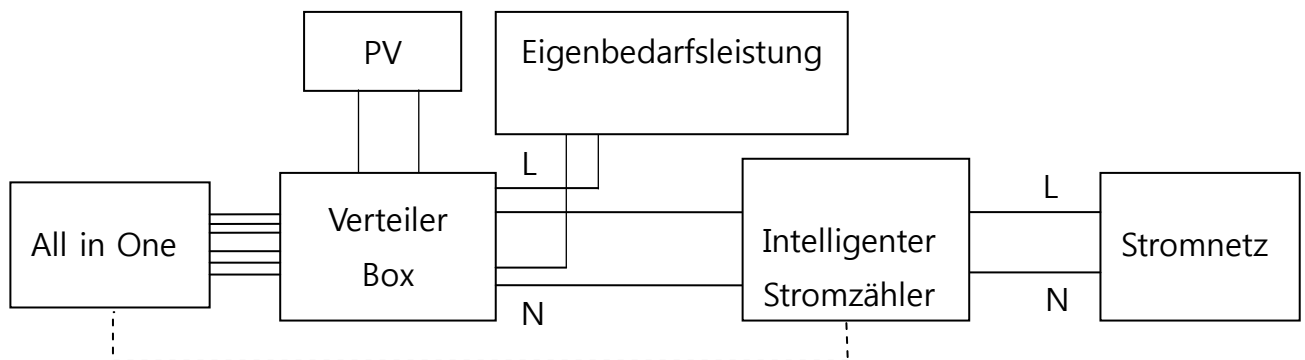 PV
Eigenbedarfsleistung
L
All in One
Verteiler
Box
N
Intelligenter
Stromzähler
L
N
Stromnetz